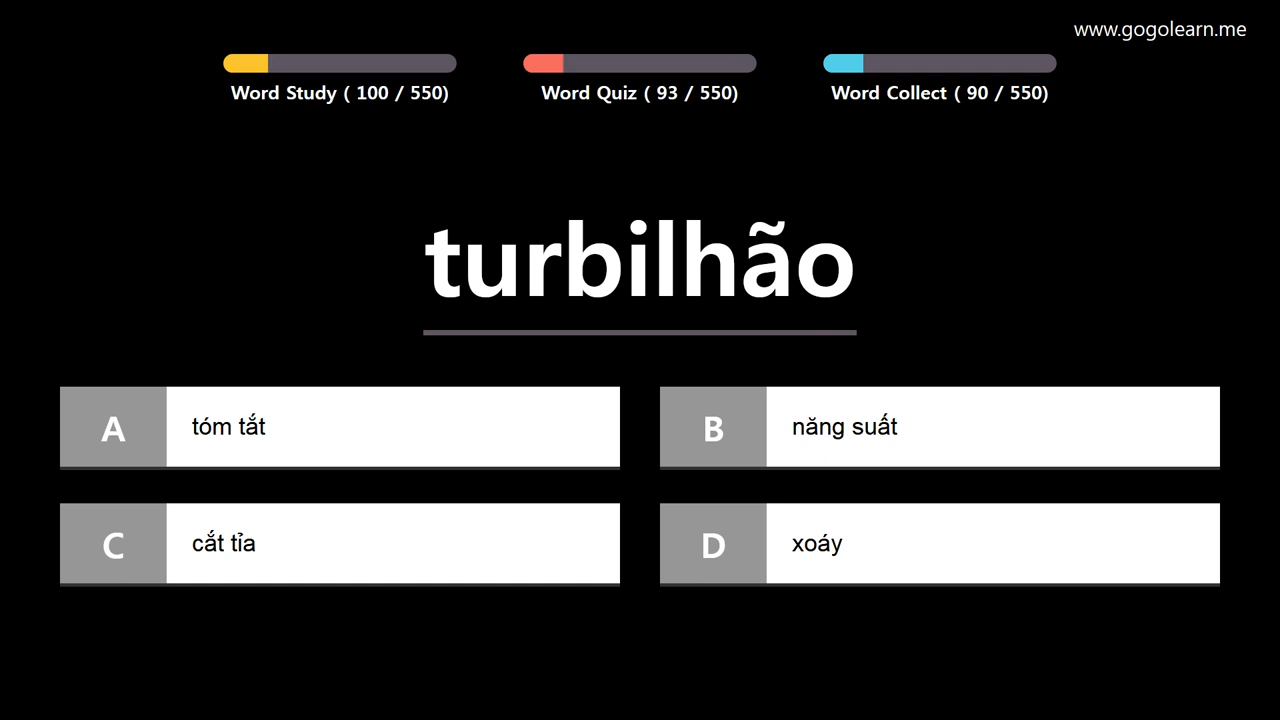 www.gogolearn.me
Word Study ( 100 / 550)
Word Quiz ( 93 / 550)
Word Collect ( 90 / 550)
turbilhão
A
tóm tắt
B
năng suất
C
cắt tỉa
D
xoáy